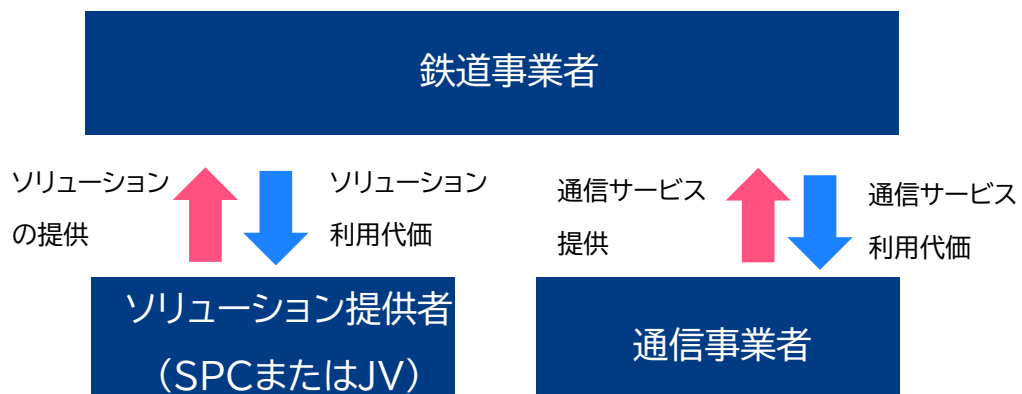 鉄道事業者
ソリューション
の提供
ソリューション
利用代価
通信サービス
提供
通信サービス
利用代価
ソリューション提供者
（SPCまたはJV）
通信事業者